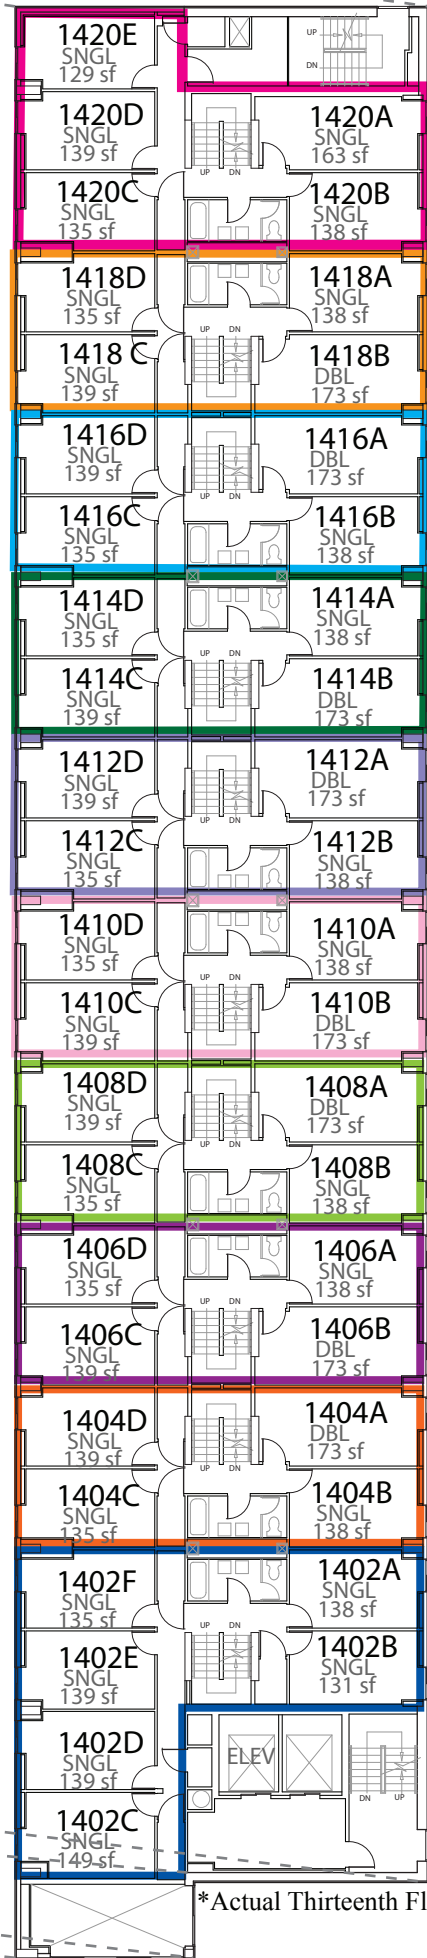 1420E
SNGL
129 sf
UP
DN
1420D
SNGL
139 sf
1420A
SNGL
163 sf
UP DN
1420C
SNGL
135 sf
1420B
SNGL
138 sf
1418D
SNGL
135 sf
1418A
SNGL
138 sf
UP DN
1418 C
SNGL
139 sf
1418B
DBL
173 sf
1416D
SNGL
139 sf
1416A
DBL
173 sf
UP DN
1416C
SNGL
135 sf
1416B
SNGL
138 sf
1414D
SNGL
135 sf
1414A
SNGL
138 sf
UP DN
1414C
SNGL
139 sf
1414B
DBL
173 sf
1412D
SNGL
139 sf
1412A
DBL
173 sf
UP DN
1412C
SNGL
135 sf
1412B
SNGL
138 sf
1410D
SNGL
135 sf
1410A
SNGL
138 sf
UP DN
1410C
SNGL
139 sf
1410B
DBL
173 sf
1408D
SNGL
139 sf
1408A
DBL
173 sf
UP DN
1408C
SNGL
135 sf
1408B
SNGL
138 sf
1406D
SNGL
135 sf
1406A
SNGL
138 sf
UP DN
1406C
SNGL
139 sf
1406B
DBL
173 sf
1404D
SNGL
139 sf
1404A
DBL
173 sf
UP DN
1404C
SNGL
135 sf
1404B
SNGL
138 sf
1402F
SNGL
135 sf
1402A
SNGL
138 sf
UP DN
1402E
SNGL
139 sf
1402B
SNGL
131 sf
1402D
SNGL
139 sf
ELEV
DN UP
1402C
SNGL
149 sf
*Actual Thirteenth Fl